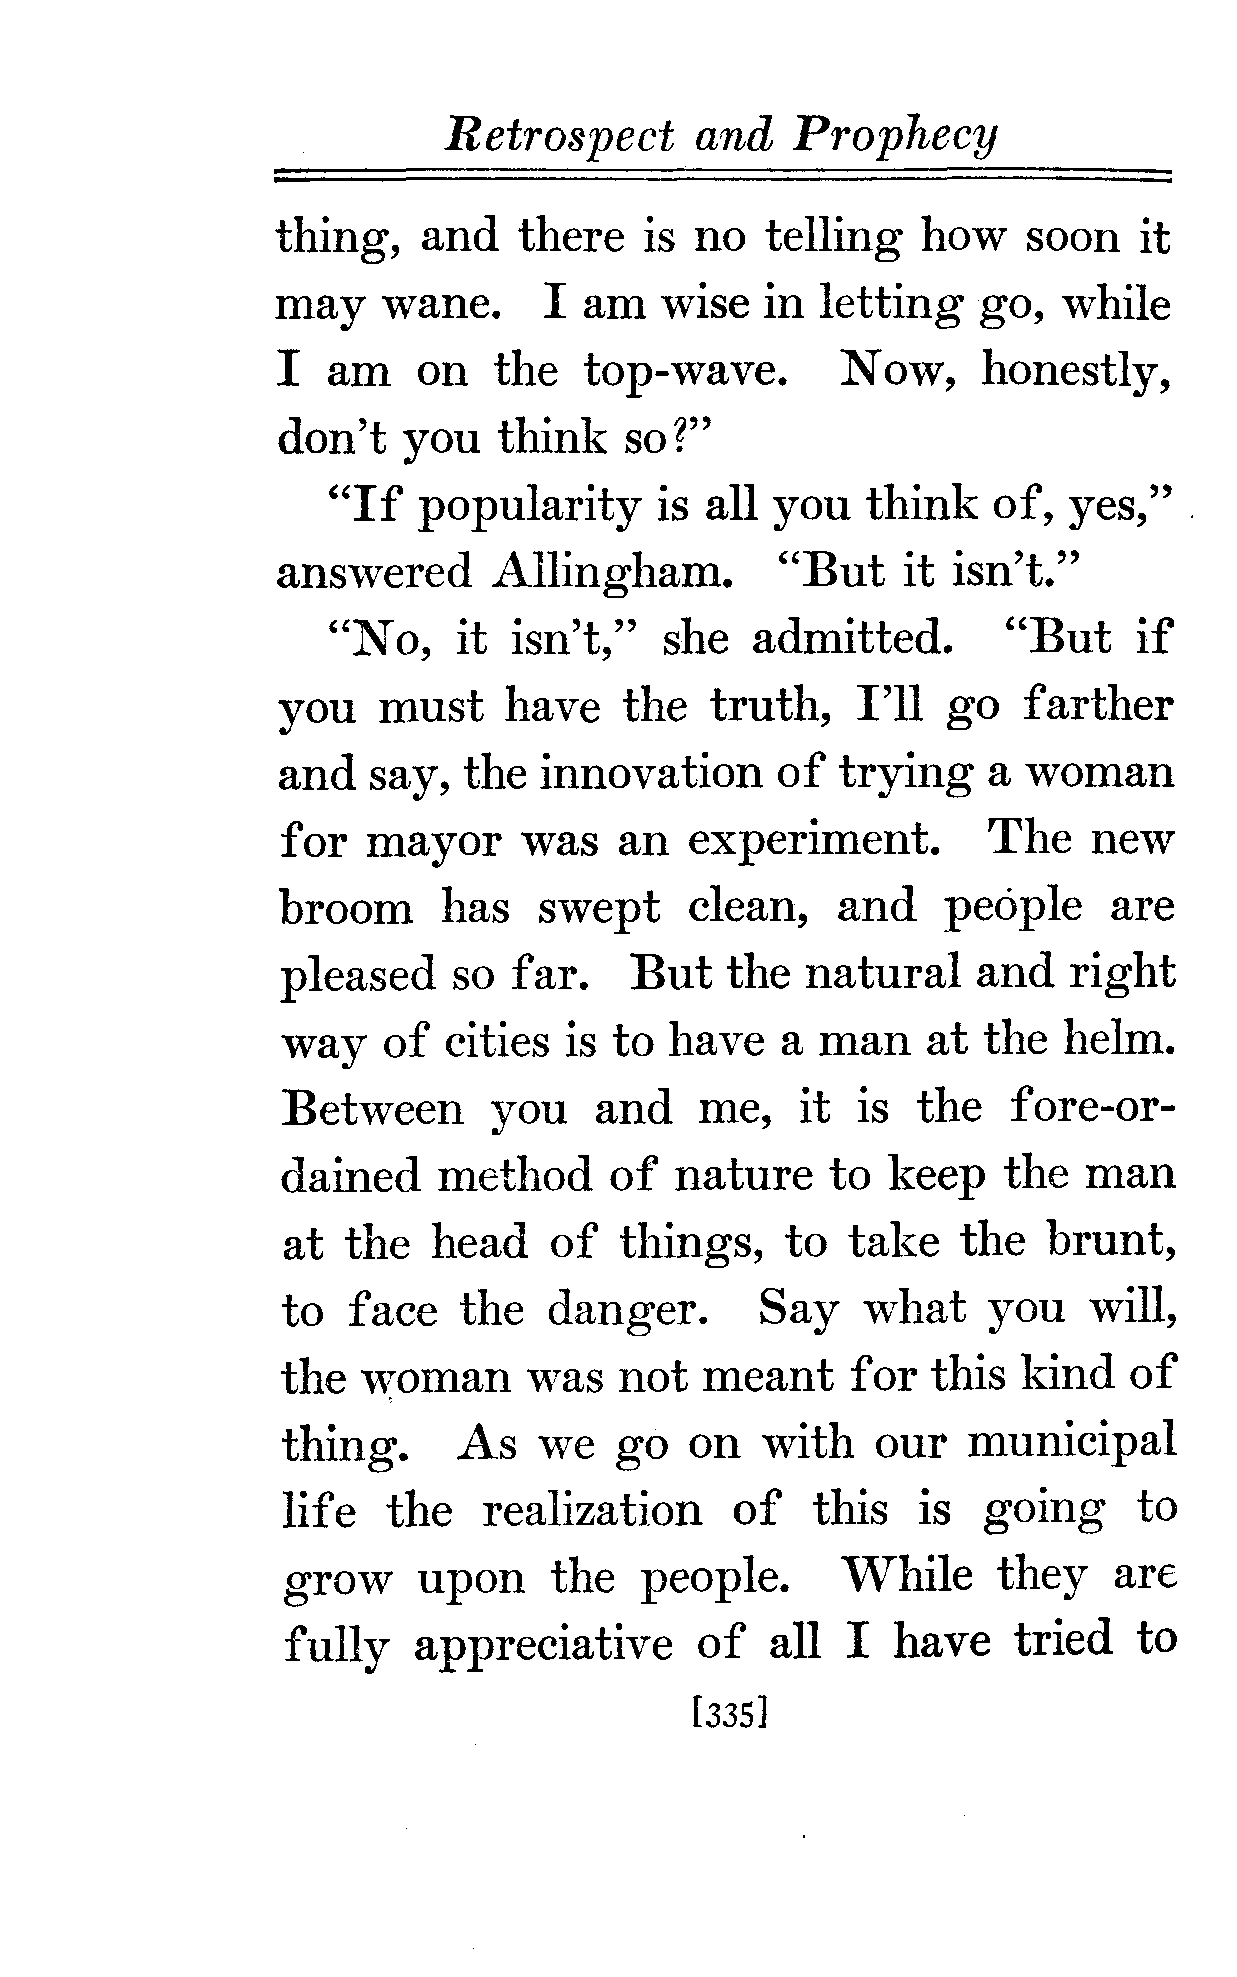 Retrospect and Prophecy
thing, and there is no telling how soon it
may wane. I am wise in letting go, while
I am on the top-wave. Now, honestly,
don't you think so?"
"If popularity is all you think of, yes,"
answered Allingham. "But it isn't."
"No, it isn't," she admitted. "But if
you must have the truth, I'll go farther
and say, the innovation of trying a woman
for mayor was an experiment. The new
broom has swept clean, and people are
pleased so far. But the natural and right
way of cities is to have a man at the helm.
Between you and me, it is the fore-or-
dained method of nature to keep the man
at the head of things, to take the brunt,
to face the danger. Say what you will,
the woman was not meant for this kind of
thing. As we go on with our municipal
life the realization of this is going to
grow upon the people. While they are
fully appreciative of all I have tried to
[335]